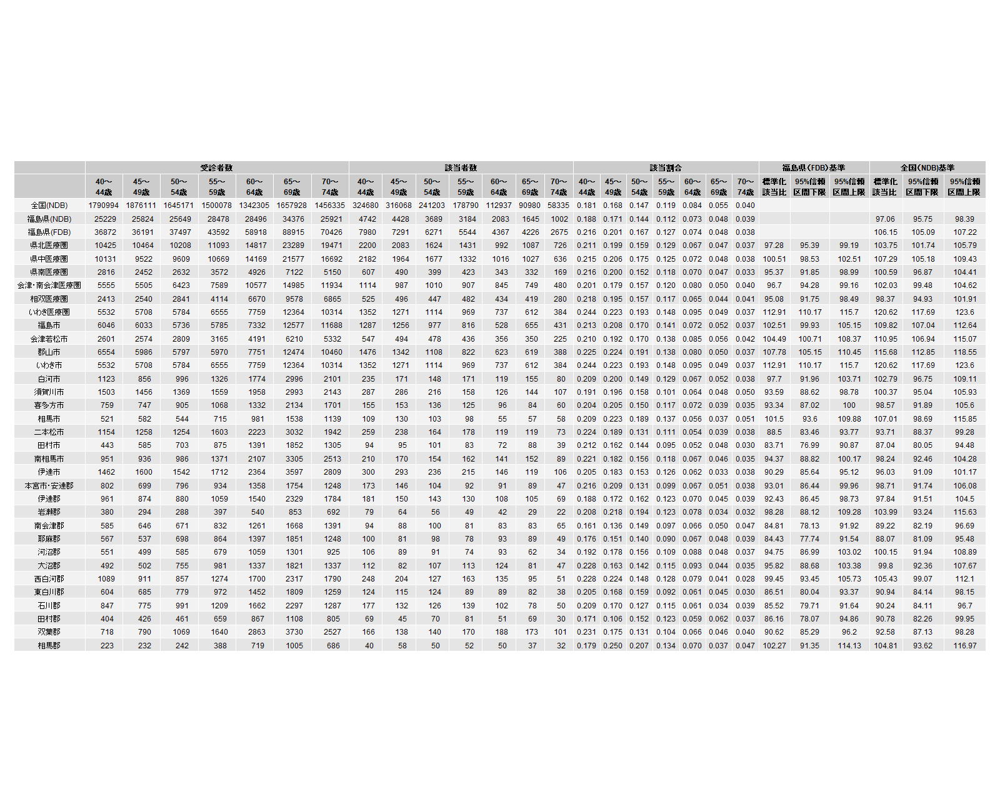 受診者数 該当者数 該当割合 福島県(FDB)基準 全国(NDB)基準
40～ 45～ 50～ 55～ 60～ 65～ 70～ 40～ 45～ 50～ 55～ 60～ 65～ 70～ 40～ 45～ 50～ 55～ 60～ 65～ 70～ 標準化 95%信頼 95%信頼 標準化 95%信頼 95%信頼
44歳 49歳 54歳 59歳 64歳 69歳 74歳 44歳 49歳 54歳 59歳 64歳 69歳 74歳 44歳 49歳 54歳 59歳 64歳 69歳 74歳 該当比 区間下限 区間上限 該当比 区間下限 区間上限
全国(NDB) 1790994 1876111 1645171 1500078 1342305 1657928 1456335 324680 316068 241203 178790 112937 90980 58335 0.181 0.168 0.147 0.119 0.084 0.055 0.040
福島県(NDB) 25229 25824 25649 28478 28496 34376 25921 4742 4428 3689 3184 2083 1645 1002 0.188 0.171 0.144 0.112 0.073 0.048 0.039 97.06 95.75 98.39
福島県(FDB) 36872 36191 37497 43592 58918 88915 70426 7980 7291 6271 5544 4367 4226 2675 0.216 0.201 0.167 0.127 0.074 0.048 0.038 106.15 105.09 107.22
県北医療圏 10425 10464 10208 11093 14817 23289 19471 2200 2083 1624 1431 992 1087 726 0.211 0.199 0.159 0.129 0.067 0.047 0.037 97.28 95.39 99.19 103.75 101.74 105.79
県中医療圏 10131 9522 9609 10669 14169 21577 16692 2182 1964 1677 1332 1016 1027 636 0.215 0.206 0.175 0.125 0.072 0.048 0.038 100.51 98.53 102.51 107.29 105.18 109.43
県南医療圏 2816 2452 2632 3572 4926 7122 5150 607 490 399 423 343 332 169 0.216 0.200 0.152 0.118 0.070 0.047 0.033 95.37 91.85 98.99 100.59 96.87 104.41
会津・南会津医療圏 5555 5505 6423 7589 10577 14985 11934 1114 987 1010 907 845 749 480 0.201 0.179 0.157 0.120 0.080 0.050 0.040 96.7 94.28 99.16 102.03 99.48 104.62
相双医療圏 2413 2540 2841 4114 6670 9578 6865 525 496 447 482 434 419 280 0.218 0.195 0.157 0.117 0.065 0.044 0.041 95.08 91.75 98.49 98.37 94.93 101.91
いわき医療圏 5532 5708 5784 6555 7759 12364 10314 1352 1271 1114 969 737 612 384 0.244 0.223 0.193 0.148 0.095 0.049 0.037 112.91 110.17 115.7 120.62 117.69 123.6
福島市 6046 6033 5736 5785 7332 12577 11688 1287 1256 977 816 528 655 431 0.213 0.208 0.170 0.141 0.072 0.052 0.037 102.51 99.93 105.15 109.82 107.04 112.64
会津若松市 2601 2574 2809 3165 4191 6210 5332 547 494 478 436 356 350 225 0.210 0.192 0.170 0.138 0.085 0.056 0.042 104.49 100.71 108.37 110.95 106.94 115.07
郡山市 6554 5986 5797 5970 7751 12474 10460 1476 1342 1108 822 623 619 388 0.225 0.224 0.191 0.138 0.080 0.050 0.037 107.78 105.15 110.45 115.68 112.85 118.55
いわき市 5532 5708 5784 6555 7759 12364 10314 1352 1271 1114 969 737 612 384 0.244 0.223 0.193 0.148 0.095 0.049 0.037 112.91 110.17 115.7 120.62 117.69 123.6
白河市 1123 856 996 1326 1774 2996 2101 235 171 148 171 119 155 80 0.209 0.200 0.149 0.129 0.067 0.052 0.038 97.7 91.96 103.71 102.79 96.75 109.11
須賀川市 1503 1456 1369 1559 1958 2993 2143 287 286 216 158 126 144 107 0.191 0.196 0.158 0.101 0.064 0.048 0.050 93.59 88.62 98.78 100.37 95.04 105.93
喜多方市 759 747 905 1068 1332 2134 1701 155 153 136 125 96 84 60 0.204 0.205 0.150 0.117 0.072 0.039 0.035 93.34 87.02 100 98.57 91.89 105.6
相馬市 521 582 544 715 981 1538 1139 109 130 103 98 55 57 58 0.209 0.223 0.189 0.137 0.056 0.037 0.051 101.5 93.6 109.88 107.01 98.69 115.85
二本松市 1154 1258 1254 1603 2223 3032 1942 259 238 164 178 119 119 73 0.224 0.189 0.131 0.111 0.054 0.039 0.038 88.5 83.46 93.77 93.71 88.37 99.28
田村市 443 585 703 875 1391 1852 1305 94 95 101 83 72 88 39 0.212 0.162 0.144 0.095 0.052 0.048 0.030 83.71 76.99 90.87 87.04 80.05 94.48
南相馬市 951 936 986 1371 2107 3305 2513 210 170 154 162 141 152 89 0.221 0.182 0.156 0.118 0.067 0.046 0.035 94.37 88.82 100.17 98.24 92.46 104.28
伊達市 1462 1600 1542 1712 2364 3597 2809 300 293 236 215 146 119 106 0.205 0.183 0.153 0.126 0.062 0.033 0.038 90.29 85.64 95.12 96.03 91.09 101.17
本宮市・安達郡 802 699 796 934 1358 1754 1248 173 146 104 92 91 89 47 0.216 0.209 0.131 0.099 0.067 0.051 0.038 93.01 86.44 99.96 98.71 91.74 106.08
伊達郡 961 874 880 1059 1540 2329 1784 181 150 143 130 108 105 69 0.188 0.172 0.162 0.123 0.070 0.045 0.039 92.43 86.45 98.73 97.84 91.51 104.5
岩瀬郡 380 294 288 397 540 853 692 79 64 56 49 42 29 22 0.208 0.218 0.194 0.123 0.078 0.034 0.032 98.28 88.12 109.28 103.99 93.24 115.63
南会津郡 585 646 671 832 1261 1668 1391 94 88 100 81 83 83 65 0.161 0.136 0.149 0.097 0.066 0.050 0.047 84.81 78.13 91.92 89.22 82.19 96.69
耶麻郡 567 537 698 864 1397 1851 1248 100 81 98 78 93 89 49 0.176 0.151 0.140 0.090 0.067 0.048 0.039 84.43 77.74 91.54 88.07 81.09 95.48
河沼郡 551 499 585 679 1059 1301 925 106 89 91 74 93 62 34 0.192 0.178 0.156 0.109 0.088 0.048 0.037 94.75 86.99 103.02 100.15 91.94 108.89
大沼郡 492 502 755 981 1337 1821 1337 112 82 107 113 124 81 47 0.228 0.163 0.142 0.115 0.093 0.044 0.035 95.82 88.68 103.38 99.8 92.36 107.67
西白河郡 1089 911 857 1274 1700 2317 1790 248 204 127 163 135 95 51 0.228 0.224 0.148 0.128 0.079 0.041 0.028 99.45 93.45 105.73 105.43 99.07 112.1
東白川郡 604 685 779 972 1452 1809 1259 124 115 124 89 89 82 38 0.205 0.168 0.159 0.092 0.061 0.045 0.030 86.51 80.04 93.37 90.94 84.14 98.15
石川郡 847 775 991 1209 1662 2297 1287 177 132 126 139 102 78 50 0.209 0.170 0.127 0.115 0.061 0.034 0.039 85.52 79.71 91.64 90.24 84.11 96.7
田村郡 404 426 461 659 867 1108 805 69 45 70 81 51 69 30 0.171 0.106 0.152 0.123 0.059 0.062 0.037 86.16 78.07 94.86 90.78 82.26 99.95
双葉郡 718 790 1069 1640 2863 3730 2527 166 138 140 170 188 173 101 0.231 0.175 0.131 0.104 0.066 0.046 0.040 90.62 85.29 96.2 92.58 87.13 98.28
相馬郡 223 232 242 388 719 1005 686 40 58 50 52 50 37 32 0.179 0.250 0.207 0.134 0.070 0.037 0.047 102.27 91.35 114.13 104.81 93.62 116.97